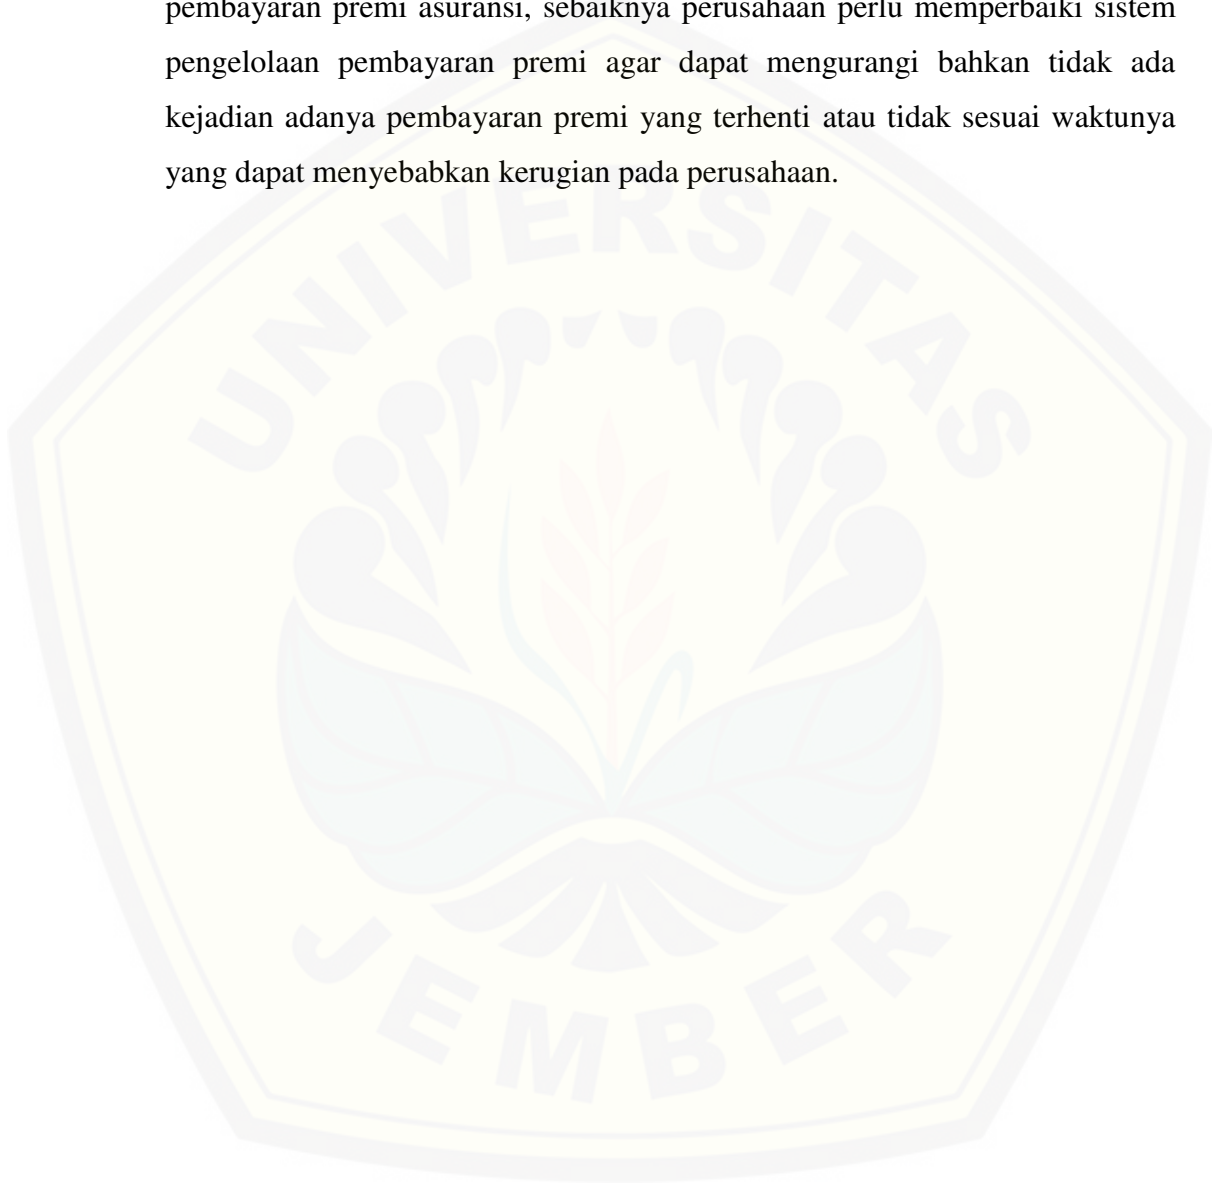 pembayaran premi asuransi, sebaiknya perusahaan perlu memperbaiki sistem
pengelolaan pembayaran premi agar dapat mengurangi bahkan tidak ada
kejadian adanya pembayaran premi yang terhenti atau tidak sesuai waktunya
yang dapat menyebabkan kerugian pada perusahaan.
UNIVERSITAS
JEMBER